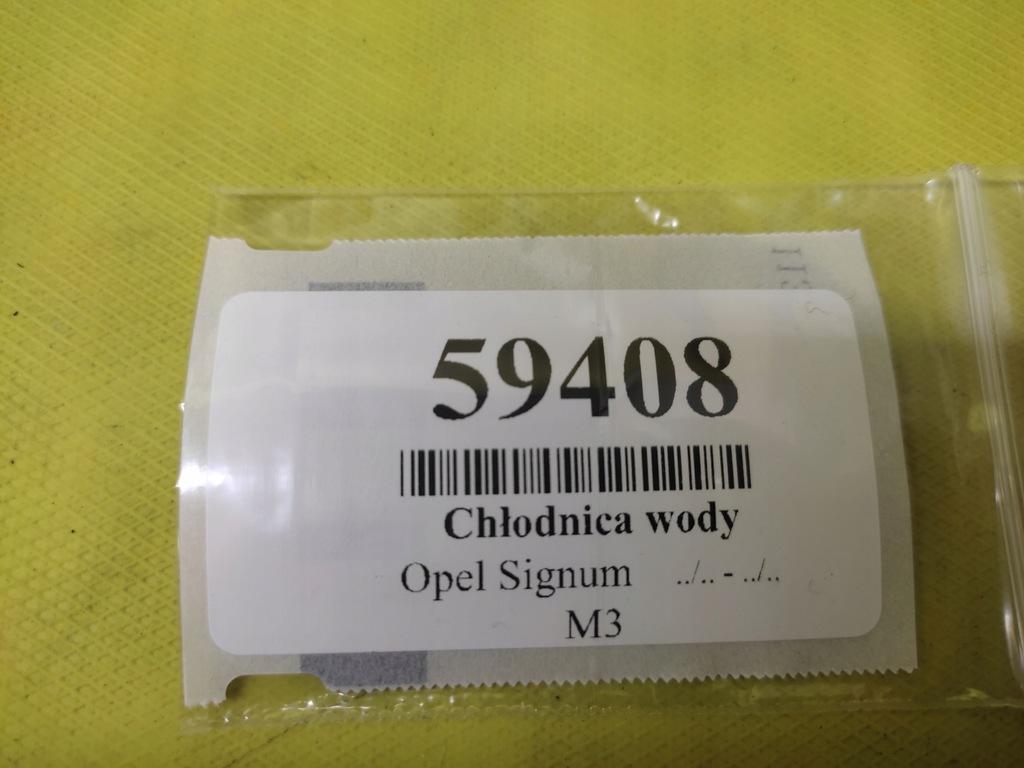 59408
Chłodnica wody
Opel Signum ../.. - ../..
M3